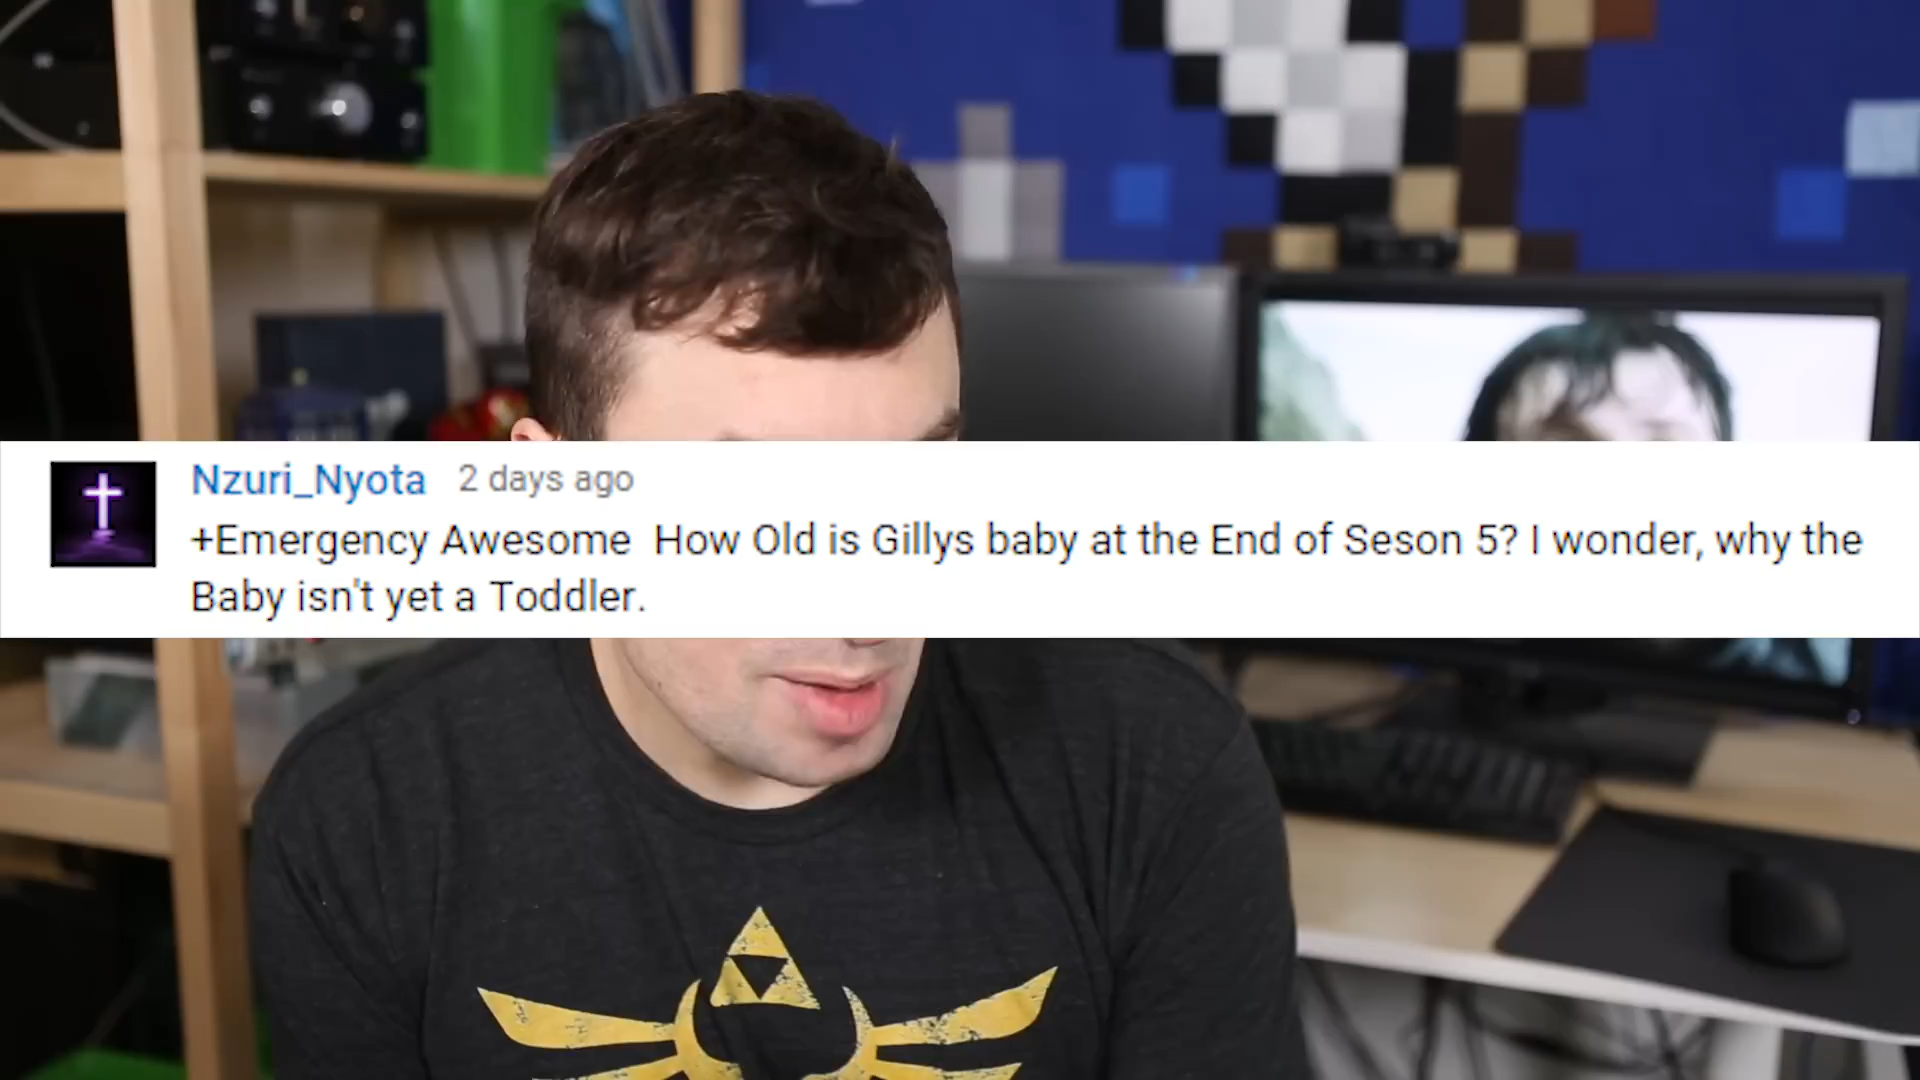 Nzuri_Nyota 2 days ago
+Emergency Awesome How Old is Gillys baby at the End of Seson 5? I wonder, why the
Baby isn't yet a Toddler.